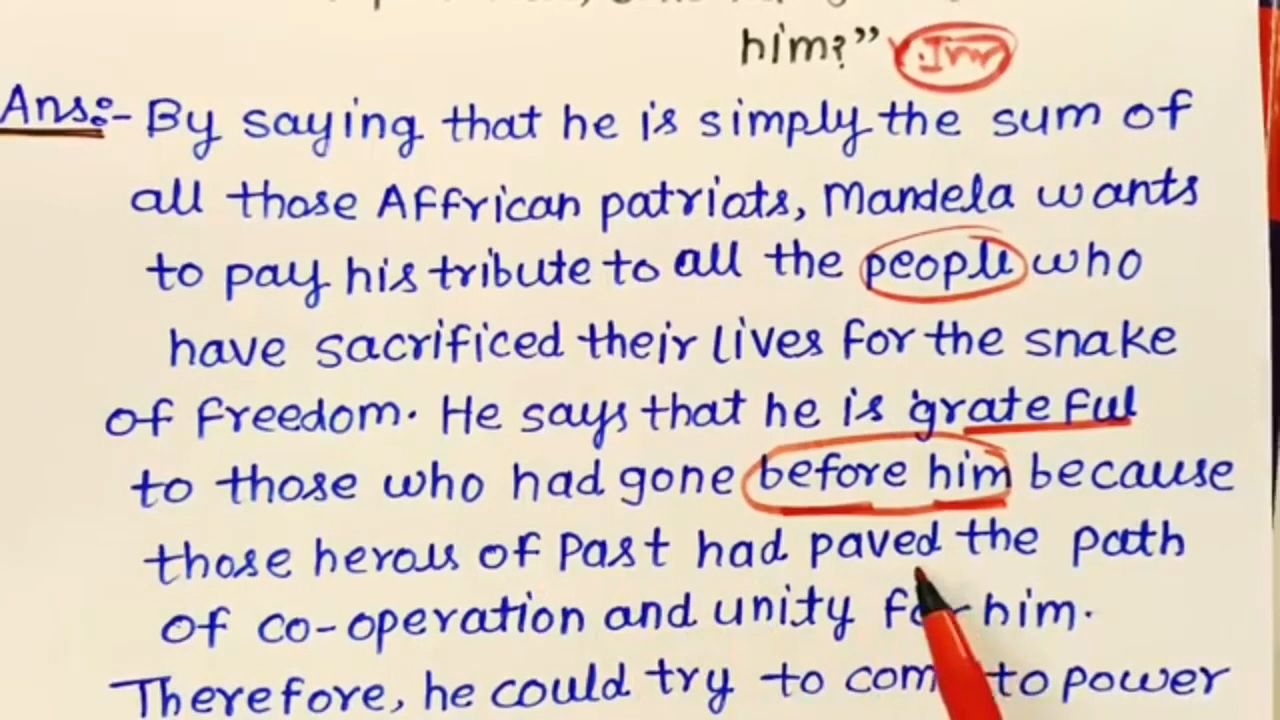 him?”
Ans:- By saying that he is simply the sum of
all those Affrican patriots, Mandela wants
to pay his tribute to all the people who
have sacrificed their lives for the snake
of freedom. He says that he is grateful
to those who had gone before him because
those herous of Past had paved the path
of co-operation and unity for him.
Therefore, he could try to come to power